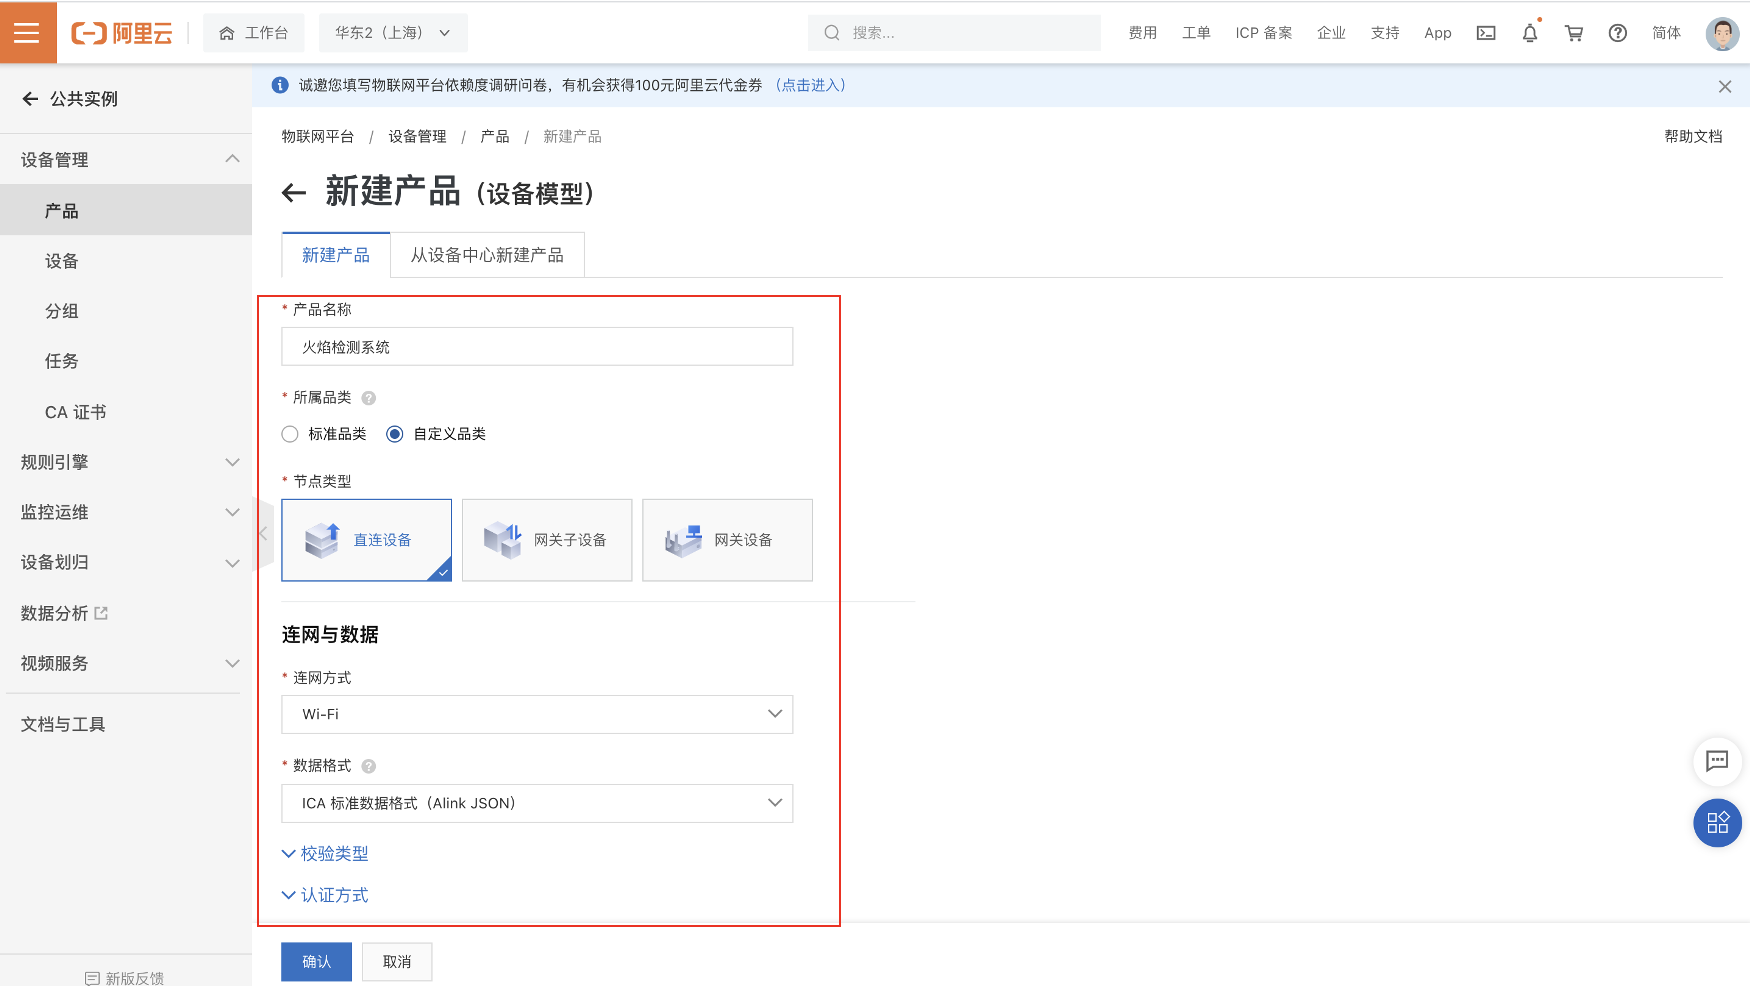 阿里云
工作台
华东2（上海）
搜索...
费用
工单
ICP 备案
企业
支持
App
简体
公共实例
诚邀您填写物联网平台依赖度调研问卷，有机会获得100元阿里云代金券 （点击进入）
物联网平台 / 设备管理 / 产品 / 新建产品
帮助文档
新建产品（设备模型）
新建产品
从设备中心新建产品
设备管理
产品
设备
分组
任务
CA 证书
规则引擎
监控运维
设备划归
数据分析
视频服务
文档与工具
新版反馈
* 产品名称
火焰检测系统
* 所属品类 ?
标准品类
自定义品类
* 节点类型
直连设备
网关子设备
网关设备
连网与数据
* 连网方式
Wi-Fi
* 数据格式 ?
ICA 标准数据格式（Alink JSON）
校验类型
认证方式
确认
取消